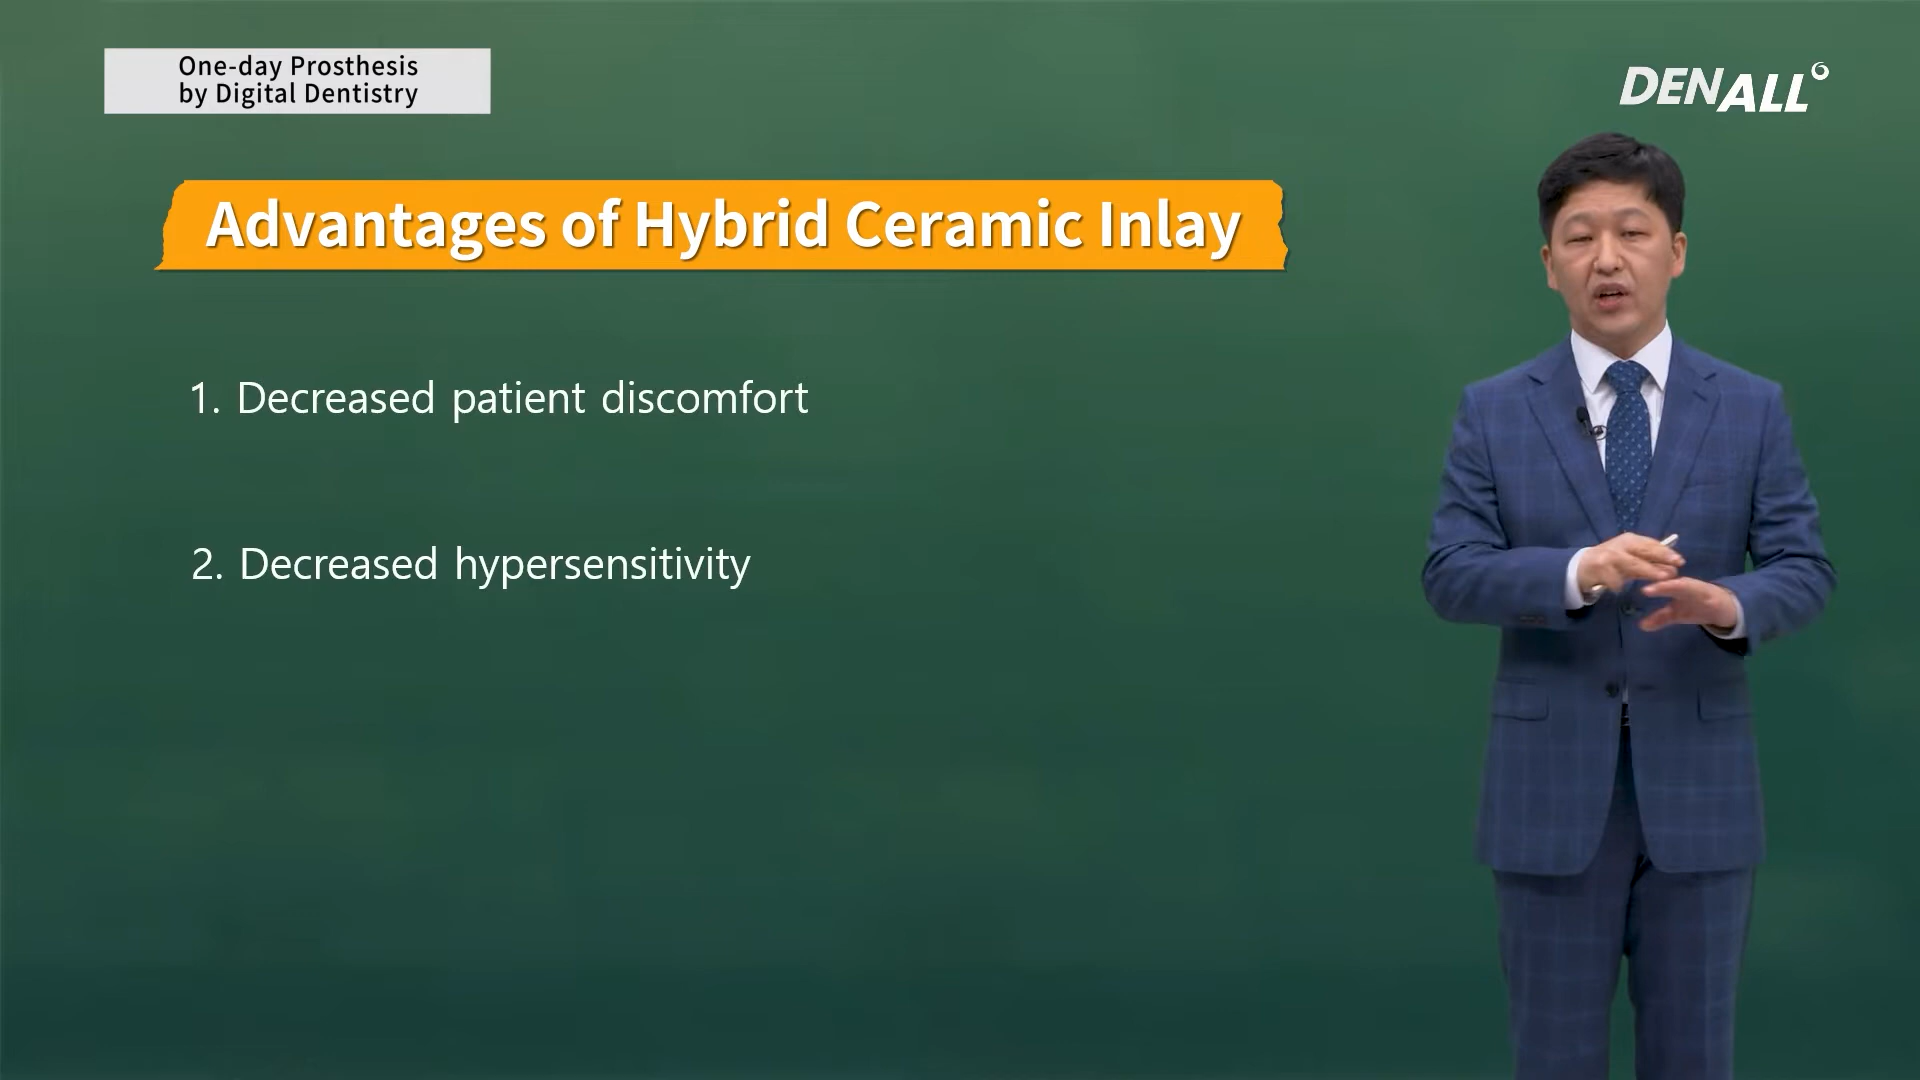 One-day Prosthesis
by Digital Dentistry
DENALL
Advantages of Hybrid Ceramic Inlay
1. Decreased patient discomfort
2. Decreased hypersensitivity